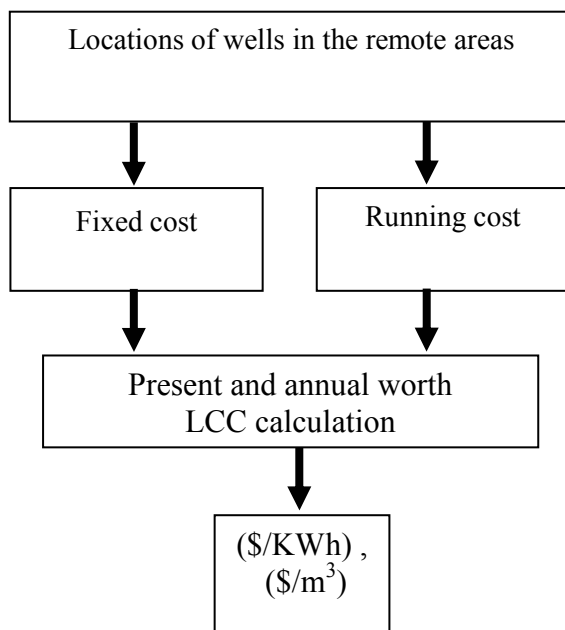 Locations of wells in the remote areas
Fixed cost
Running cost
Present and annual worth
LCC calculation
($/KWh) ,
($/m³)